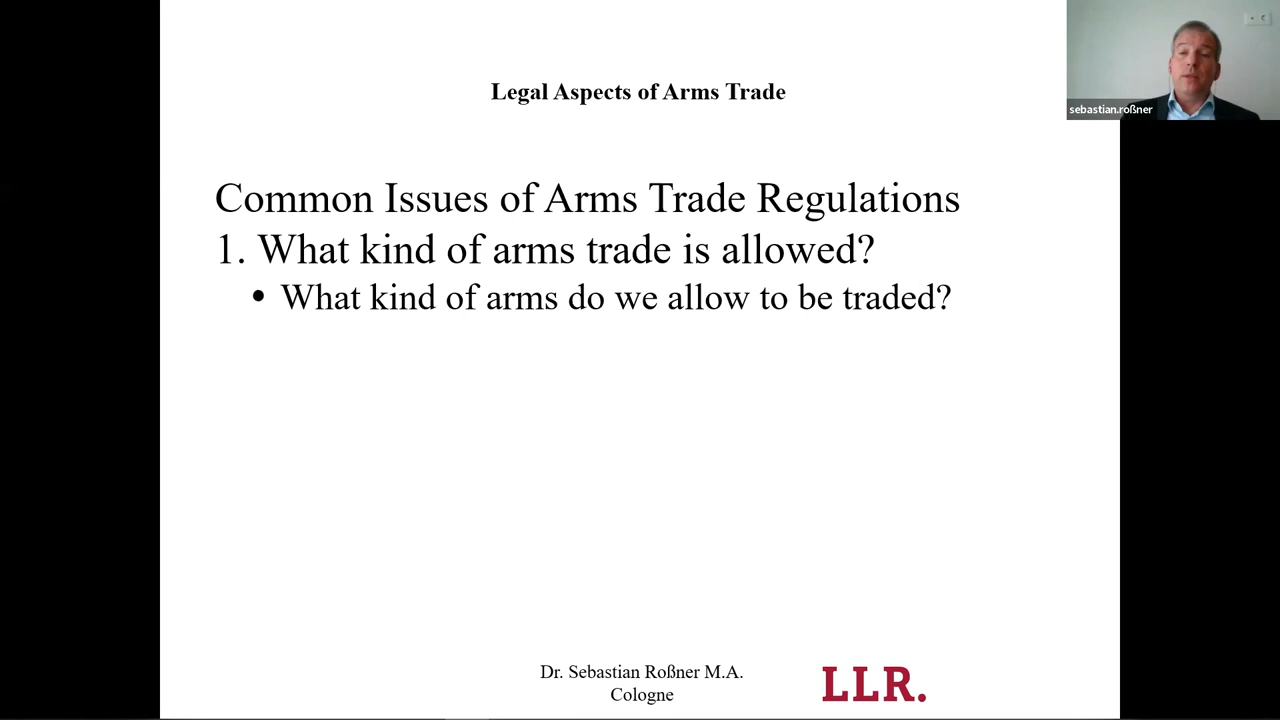 Legal Aspects of Arms Trade
sebastian.roßner
Common Issues of Arms Trade Regulations
1. What kind of arms trade is allowed?
• What kind of arms do we allow to be traded?
Dr. Sebastian Roßner M.A.
Cologne
LLR.